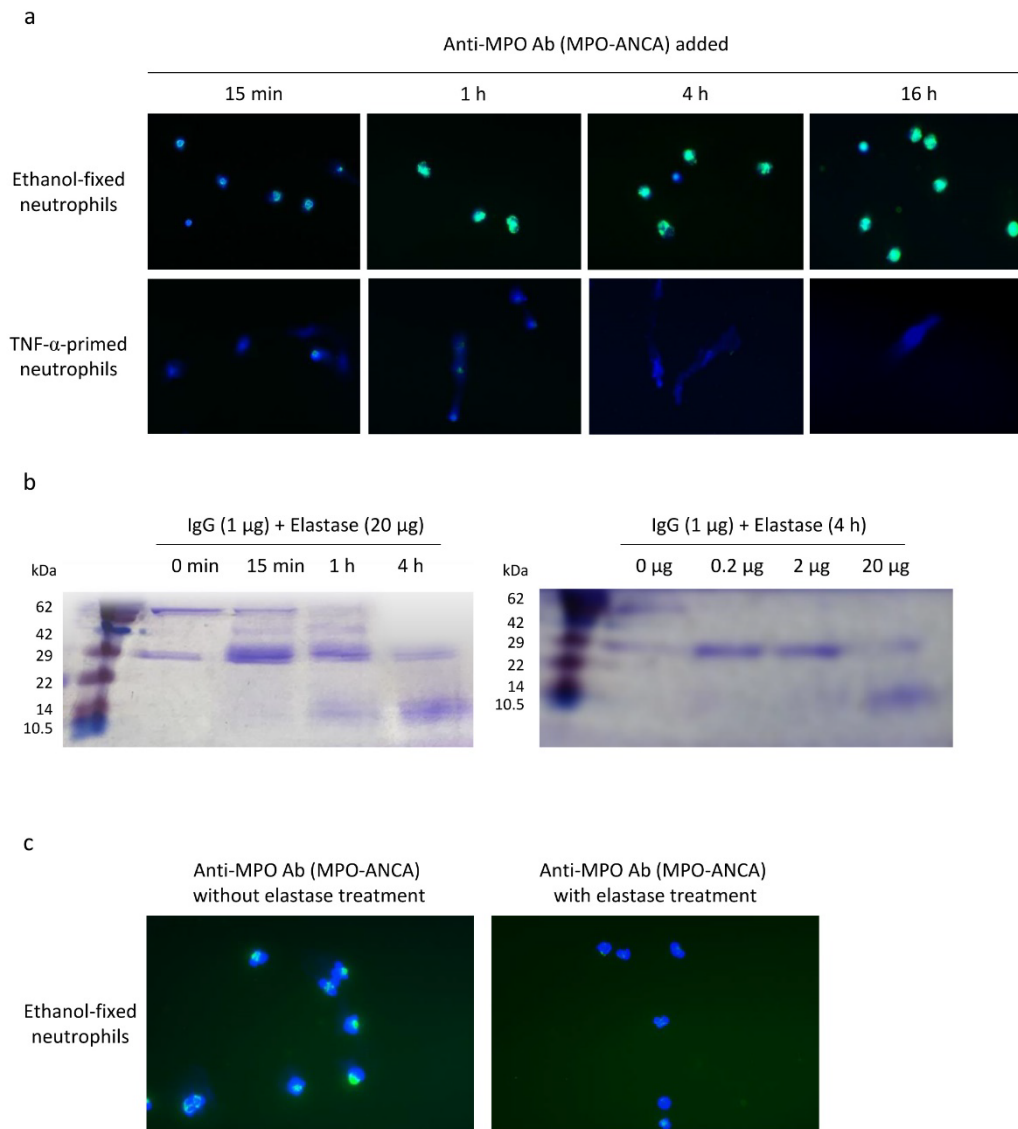 a
Anti-MPO Ab (MPO-ANCA) added
15 min 1 h 4 h 16 h
Ethanol-fixed
neutrophils
TNF-α-primed
neutrophils
b
IgG (1 μg) + Elastase (20 μg)
kDa 0 min 15 min 1 h 4 h
62
42
29
22
14
10.5
IgG (1 μg) + Elastase (4 h)
kDa 0 μg 0.2 μg 2 μg 20 μg
62
42
29
22
14
10.5
c
Anti-MPO Ab (MPO-ANCA)
without elastase treatment
Anti-MPO Ab (MPO-ANCA)
with elastase treatment
Ethanol-fixed
neutrophils